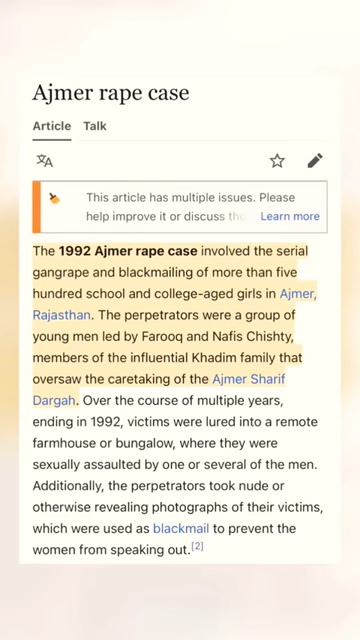 Ajmer rape case
Article Talk
This article has multiple issues. Please
help improve it or discuss Learn more
The 1992 Ajmer rape case involved the serial
gangrape and blackmailing of more than five
hundred school and college-aged girls in Ajmer,
Rajasthan. The perpetrators were a group of
young men led by Farooq and Nafis Chishty,
members of the influential Khadim family that
oversaw the caretaking of the Ajmer Sharif
Dargah. Over the course of multiple years,
ending in 1992, victims were lured into a remote
farmhouse or bungalow, where they were
sexually assaulted by one or several of the men.
Additionally, the perpetrators took nude or
otherwise revealing photographs of their victims,
which were used as blackmail to prevent the
women from speaking out.[2]